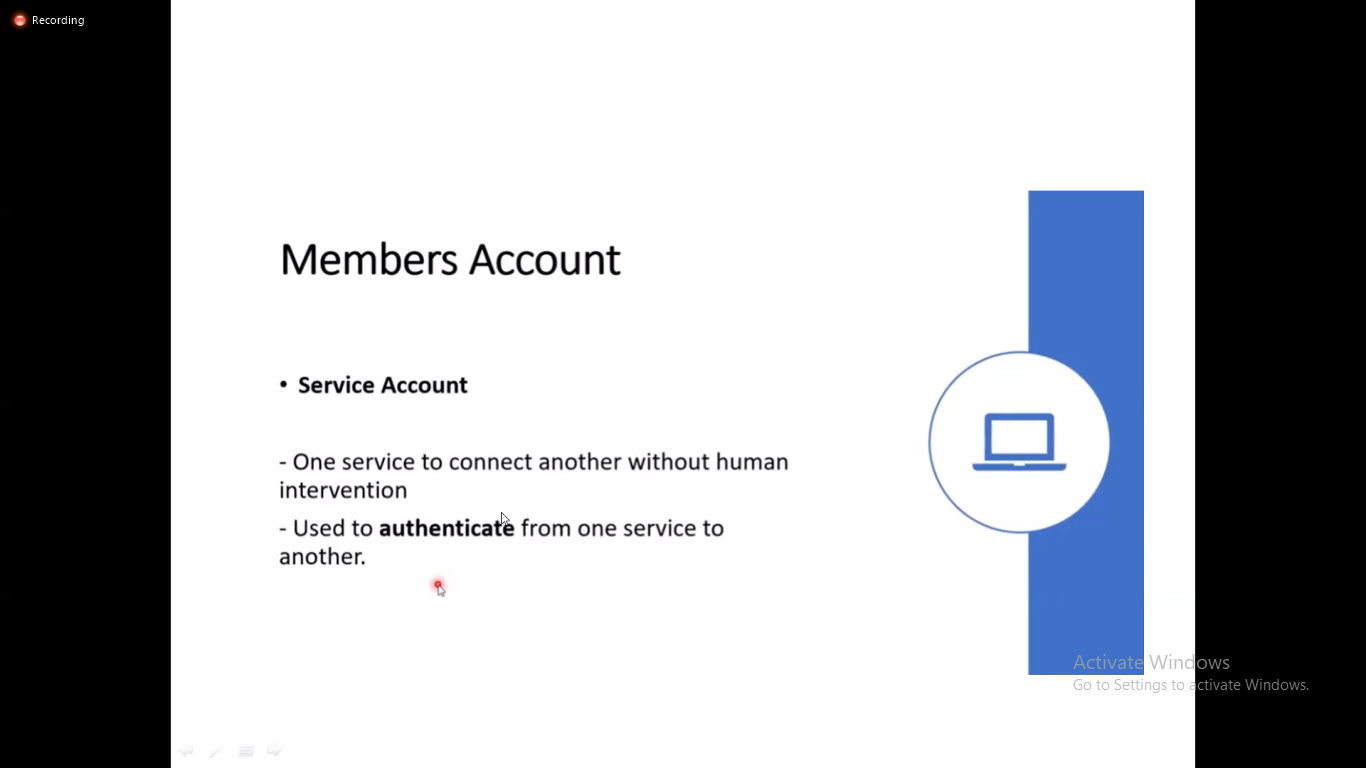 Recording
Members Account
• Service Account
- One service to connect another without human
intervention
- Used to authenticate from one service to
another.
Activate Windows
Go to Settings to activate Windows.